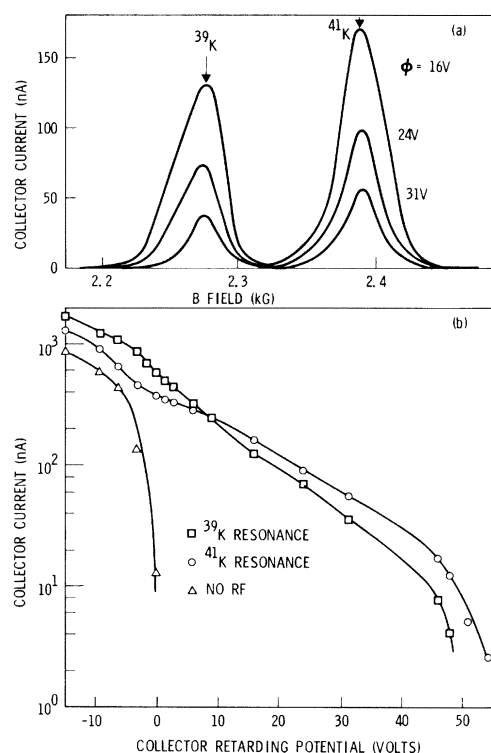 (a)
150
100
50
0
COLLECTOR CURRENT (nA)
39K
41K
ϕ = 16V
24V
31V
2.2
2.3
2.4
B FIELD (KG)
(b)
10³
10²
10¹
10⁰
COLLECTOR CURRENT (nA)
39K RESONANCE
41K RESONANCE
NO RF
-10
0
10
20
30
40
50
COLLECTOR RETARDING POTENTIAL (VOLTS)